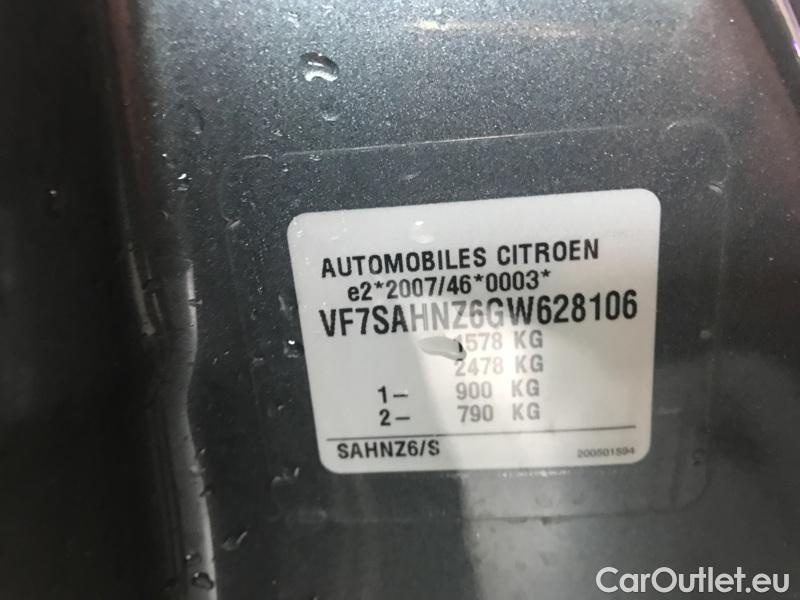 AUTOMOBILES CITROEN
e2*2007/46*0003*
VF7SAHNZ6GW628106
1578 KG
2478 KG
1– 900 KG
2– 790 KG
SAHNZ6/S
200501594
CarOutlet.eu